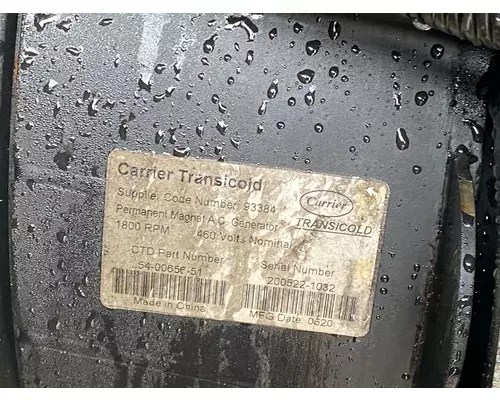 Carrier Transicold
Supplier Code Number: 93384
Permanent Magnet A.C. Generator
1800 RPM 460 Volts Nominal
Carrier
TRANSICOLD
CTD Part Number
54-00656-51
Serial Number
200522-1032
Made in China
MFG Date: 0520